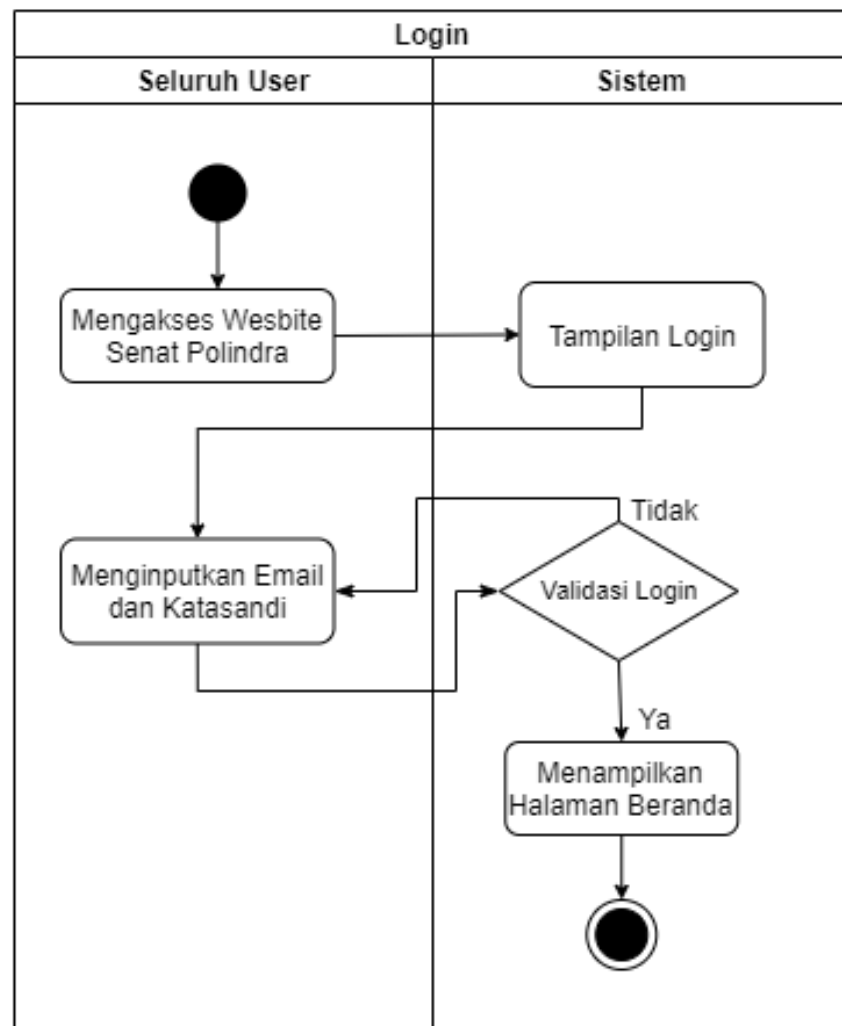 Login
Seluruh User
Sistem
Mengakses Wesbite
Senat Polindra
Tampilan Login
Tidak
Menginputkan Email
dan Katasandi
Validasi Login
Ya
Menampilkan
Halaman Beranda